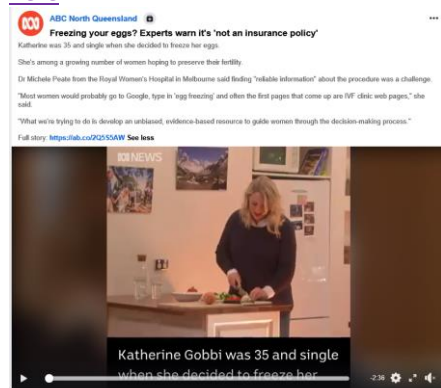 ABC North Queensland
Freezing your eggs? Experts warn it's 'not an insurance policy'
Katherine was 35 and single when she decided to freeze her eggs.
She's among a growing number of women hoping to preserve their fertility.
Dr Michele Peate from the Royal Women's Hospital in Melbourne said finding "reliable information" about the procedure was a challenge.
"Most women would probably go to Google, type in 'egg freezing' and often the first pages that come up are IVF clinic web pages," she
said.
"What we're trying to do is develop an unbiased, evidence-based resource to guide women through the decision-making process."
Full story: https://ab.co/2Q5S5AW See less
NEWS
Katherine Gobbi was 35 and single
when she decided to freeze her
-2:36